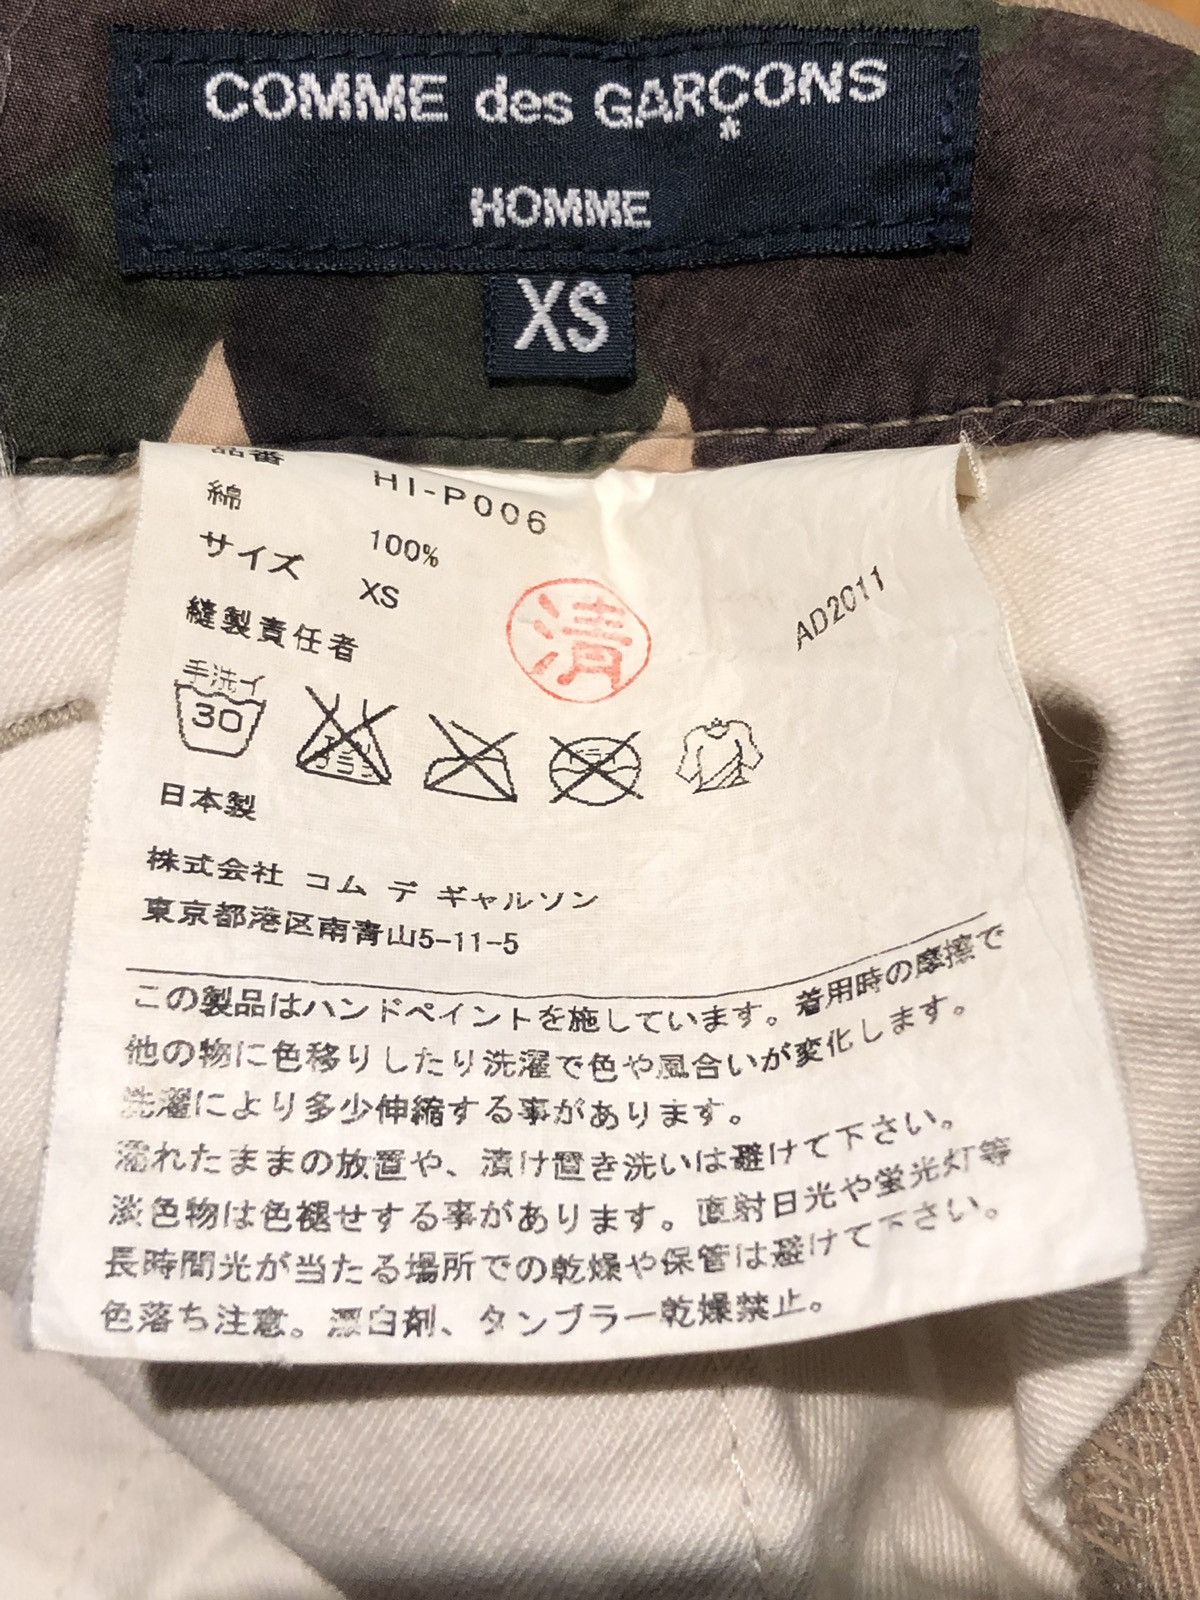 COMME des GARÇONS
HOMME
XS
品番 HI-P006
綿 100%
サイズ XS
縫製責任者 清
AD2011
手洗イ
30
日本製
株式会社 コム デ ギャルソン
東京都港区南青山5-11-5
この製品はハンドペイントを施しています。着用時の摩擦で
他の物に色移りしたり洗濯で色や風合いが変化します。
洗濯により多少伸縮する事があります。
濡れたままの放置や、漬け置き洗いは避けて下さい。
淡色物は色褪せする事があります。直射日光や蛍光灯等
長時間光が当たる場所での乾燥や保管は避けて下さい。
色落ち注意。漂白剤、タンブラー乾燥禁止。